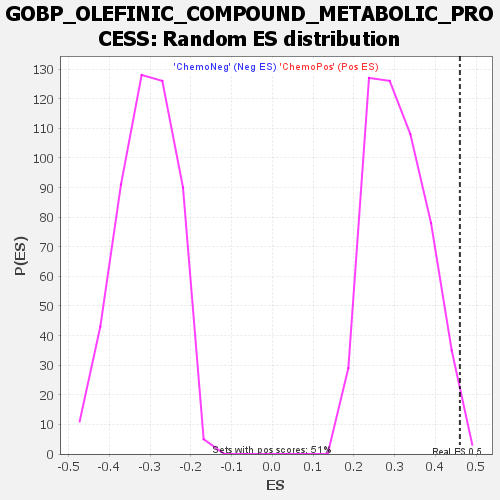 GOBP_OLEFINIC_COMPOUND_METABOLIC_PRO
CESS: Random ES distribution
'ChemoNeg' (Neg ES) 'ChemoPos' (Pos ES)
130
120
110
100
90
80
70
60
50
40
30
20
10
0
P(ES)
Sets with pos scores: 51%
Real ES 0.5
-0.5 -0.4 -0.3 -0.2 -0.1 0.0 0.1 0.2 0.3 0.4 0.5
ES